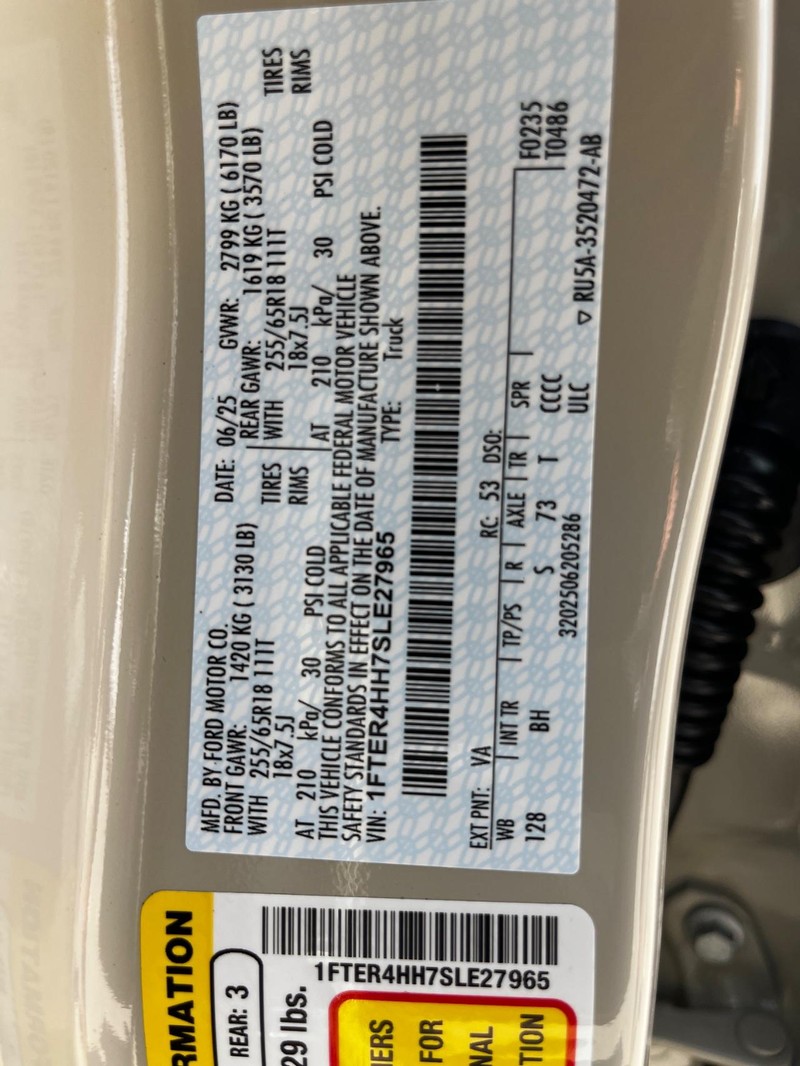 MFD. BY FORD MOTOR CO.
DATE: 06/25 GVWR: 2799 KG ( 6170 LB)
FRONT GAWR: 1420 KG ( 3130 LB)
REAR GAWR: 1619 KG ( 3570 LB)
WITH 255/65R18 111T TIRES
WITH 255/65R18 111T TIRES
18x7.5J RIMS
18x7.5J RIMS
AT 210 kPa/ 30 PSI COLD
AT 210 kPa/ 30 PSI COLD
THIS VEHICLE CONFORMS TO ALL APPLICABLE FEDERAL MOTOR VEHICLE
SAFETY STANDARDS IN EFFECT ON THE DATE OF MANUFACTURE SHOWN ABOVE.
VIN: 1FTER4HH7SLE27965 TYPE: Truck
EXT PNT: VA RC: 53 DSO:
WB INT TR TP/PS R AXLE TR SPR
128 BH S 73 T CCCC
ULC
F0235
T0486
3202506205286
▽ RU5A-3520472-AB
RMATION
REAR: 3
29 lbs.
1FTER4HH7SLE27965
IERS
FOR
NAL
TION